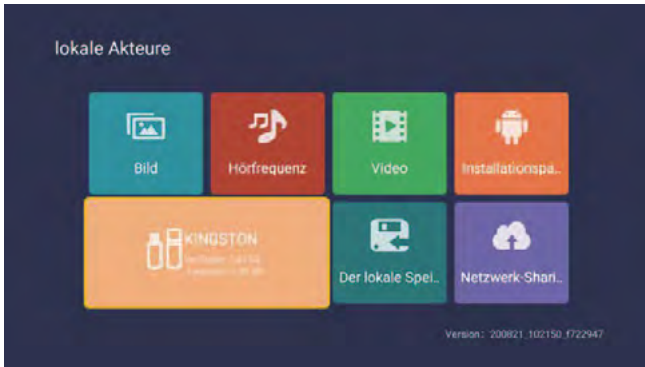 lokale Akteure
Bild
Hörfrequenz
Video
Installationspa..
KINGSTON
Der lokale Spei..
Netzwerk-Shari..
Version: 200821_102150_f722947